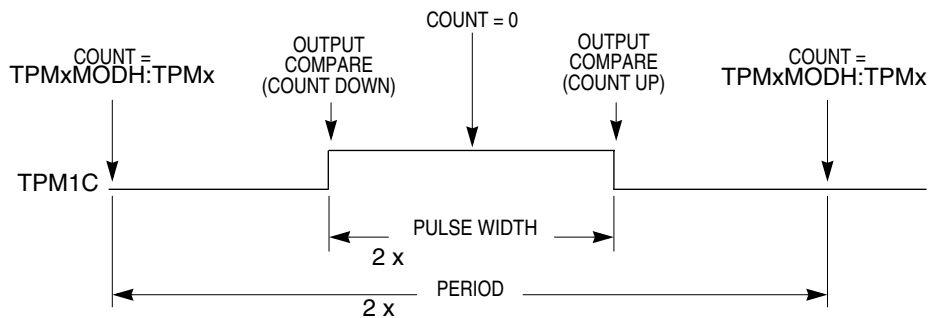 COUNT = 0
COUNT =
TPMxMODH:TPMx
OUTPUT
COMPARE
(COUNT DOWN)
OUTPUT
COMPARE
(COUNT UP)
COUNT =
TPMxMODH:TPMx
TPM1C
PULSE WIDTH
2 x
PERIOD
2 x